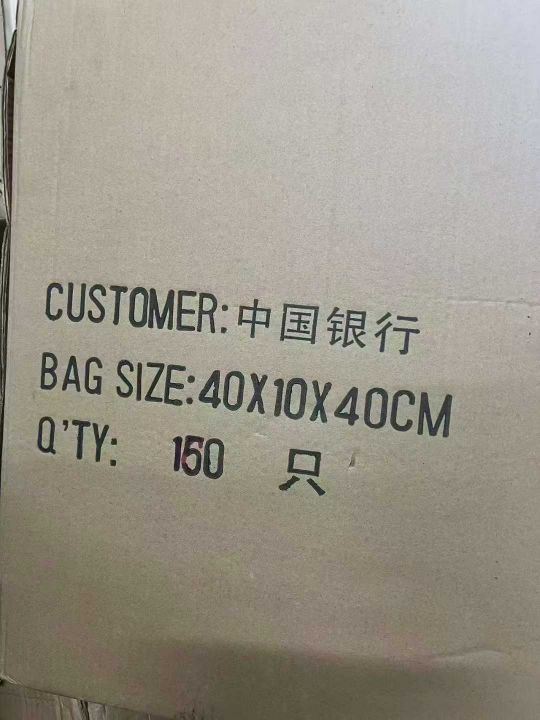 CUSTOMER:中国银行
BAG SIZE:40X10X40CM
Q'TY: 150 只